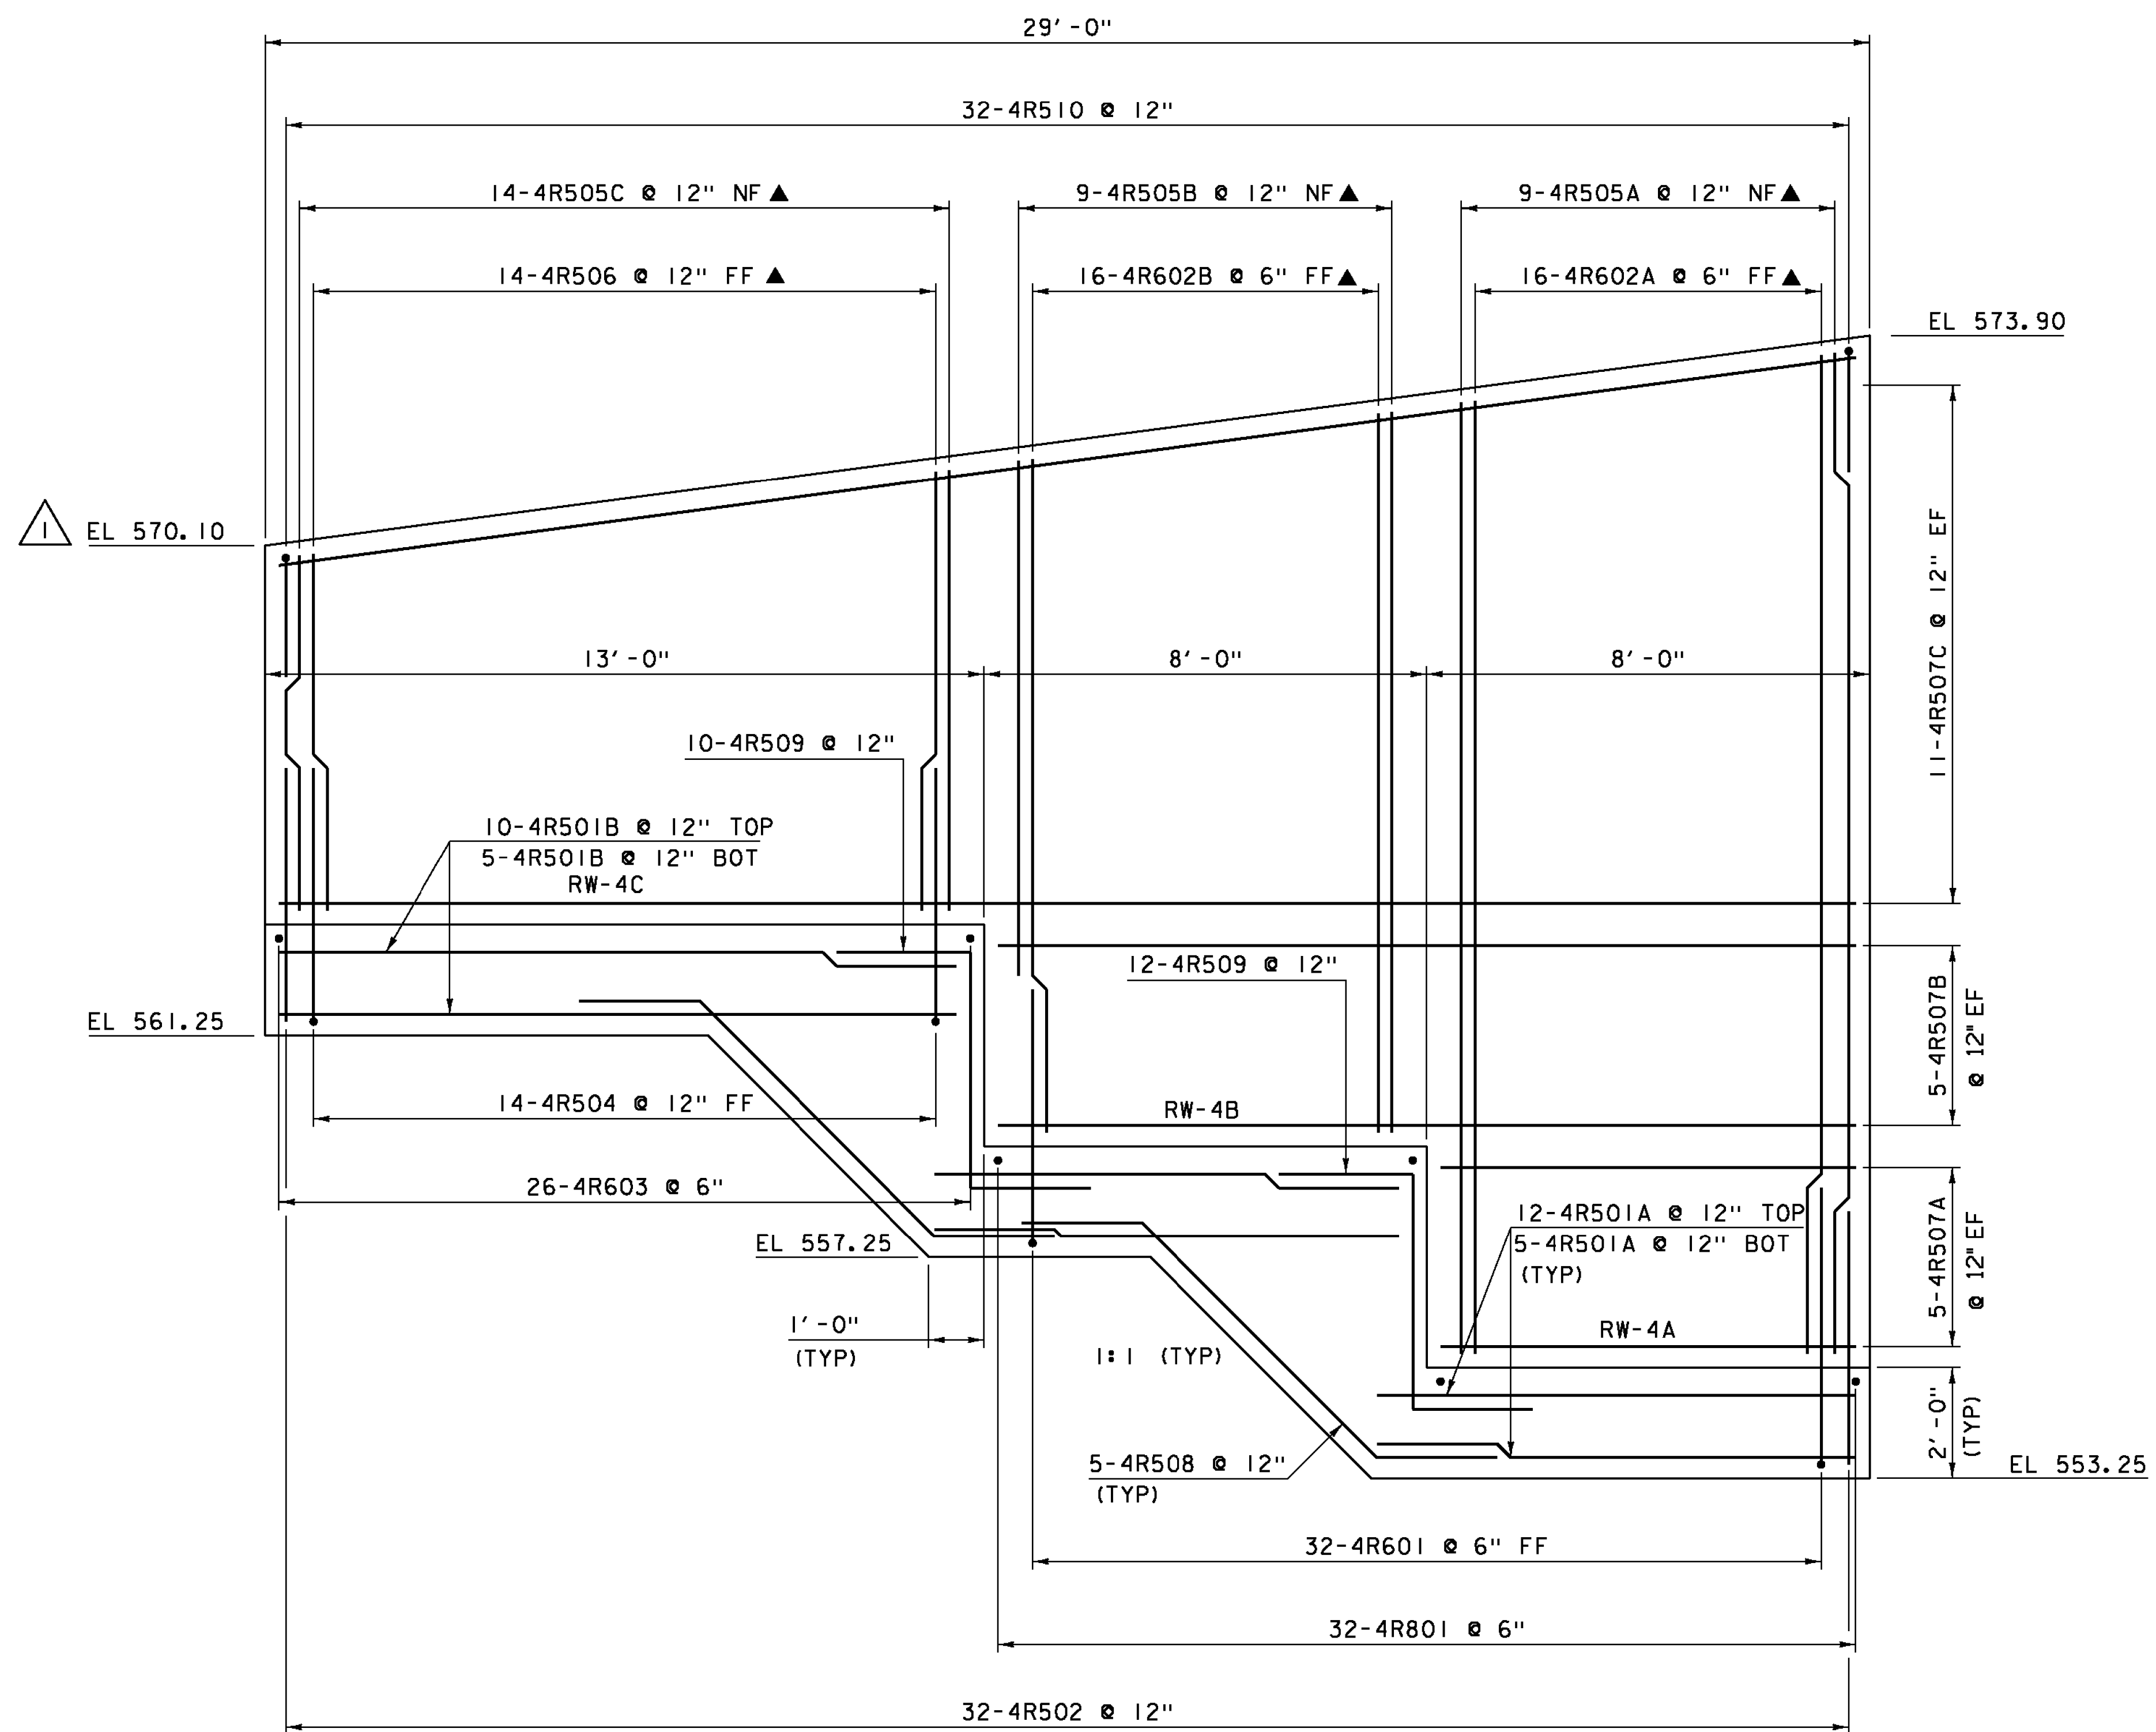 29'-0"
32-4R510 @ 12"
14-4R505C @ 12" NF ▲
9-4R505B @ 12" NF ▲
9-4R505A @ 12" NF ▲
14-4R506 @ 12" FF ▲
16-4R602B @ 6" FF ▲
16-4R602A @ 6" FF ▲
EL 573.90
1
EL 570.10
11-4R507C @ 12" EF
13'-0"
8'-0"
8'-0"
10-4R509 @ 12"
10-4R501B @ 12" TOP
5-4R501B @ 12" BOT
RW-4C
12-4R509 @ 12"
EL 561.25
5-4R507B
@ 12" EF
14-4R504 @ 12" FF
RW-4B
26-4R603 @ 6"
12-4R501A @ 12" TOP
5-4R501A @ 12" BOT
(TYP)
EL 557.25
5-4R507A
@ 12" EF
1'-0"
(TYP)
1:1 (TYP)
RW-4A
2'-0"
(TYP)
5-4R508 @ 12"
(TYP)
EL 553.25
32-4R601 @ 6" FF
32-4R801 @ 6"
32-4R502 @ 12"